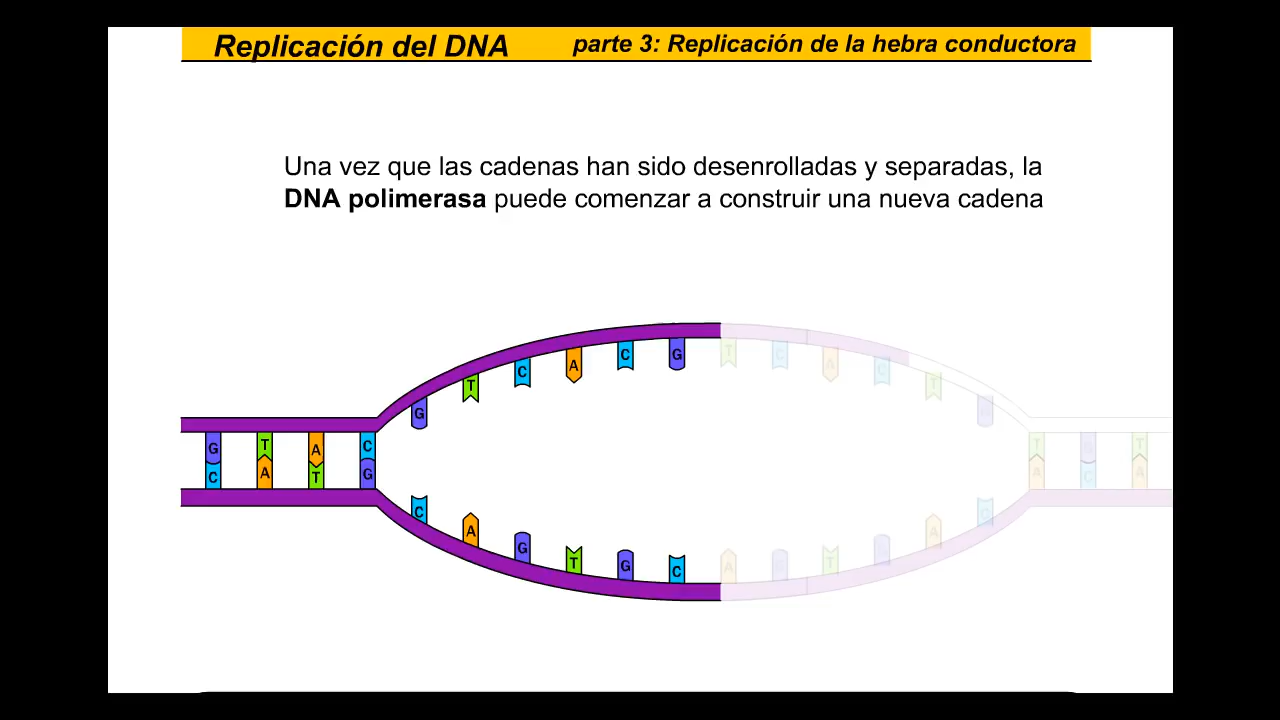 Replicación del DNA
parte 3: Replicación de la hebra conductora
Una vez que las cadenas han sido desenrolladas y separadas, la
DNA polimerasa puede comenzar a construir una nueva cadena
G T C A C G T C A C T
G T A C T G T
C A T G A C A
C A G T G C A G T G A C